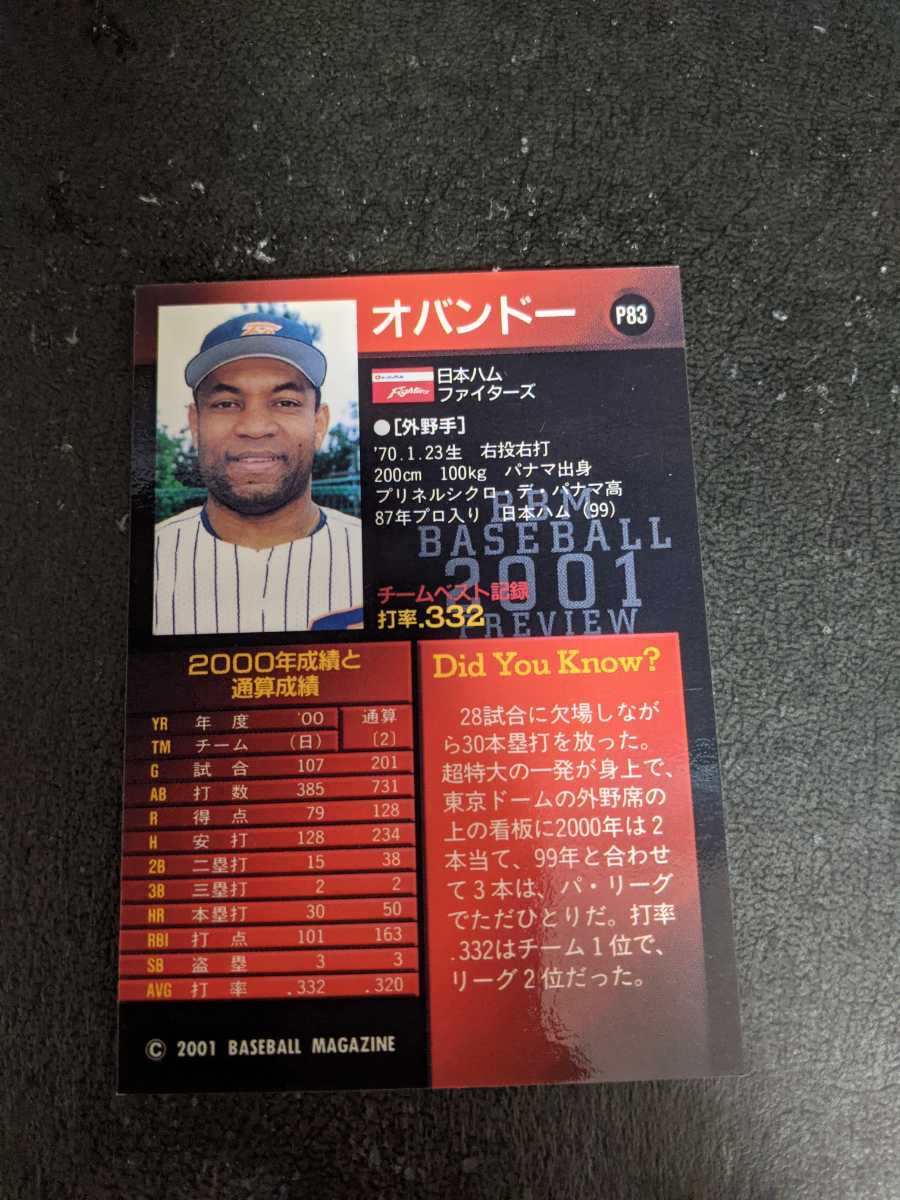 オバンドー
P83
Fighters
日本ハム
ファイターズ
●[外野手]
'70.1.23生 右投右打
200cm 100kg パナマ出身
プリネルシクロ・デ・パナマ高
87年プロ入り 日本ハム(99)
BBM
BASEBALL
2001
PREVIEW
チームベスト記録
打率.332
2000年成績と
通算成績
YR 年度 '00 通算
TM チーム (日) [2]
G 試合 107 201
AB 打数 385 731
R 得点 79 128
H 安打 128 234
2B 二塁打 15 38
3B 三塁打 2 2
HR 本塁打 30 50
RBI 打点 101 163
SB 盗塁 3 3
AVG 打率 .332 .320
Did You Know?
28試合に欠場しなが
ら30本塁打を放った。
超特大の一発が身上で、
東京ドームの外野席の
上の看板に2000年は2
本当て、99年と合わせ
て3本は、パ・リーグ
でただひとりだ。打率
.332はチーム1位で、
リーグ2位だった。
© 2001 BASEBALL MAGAZINE